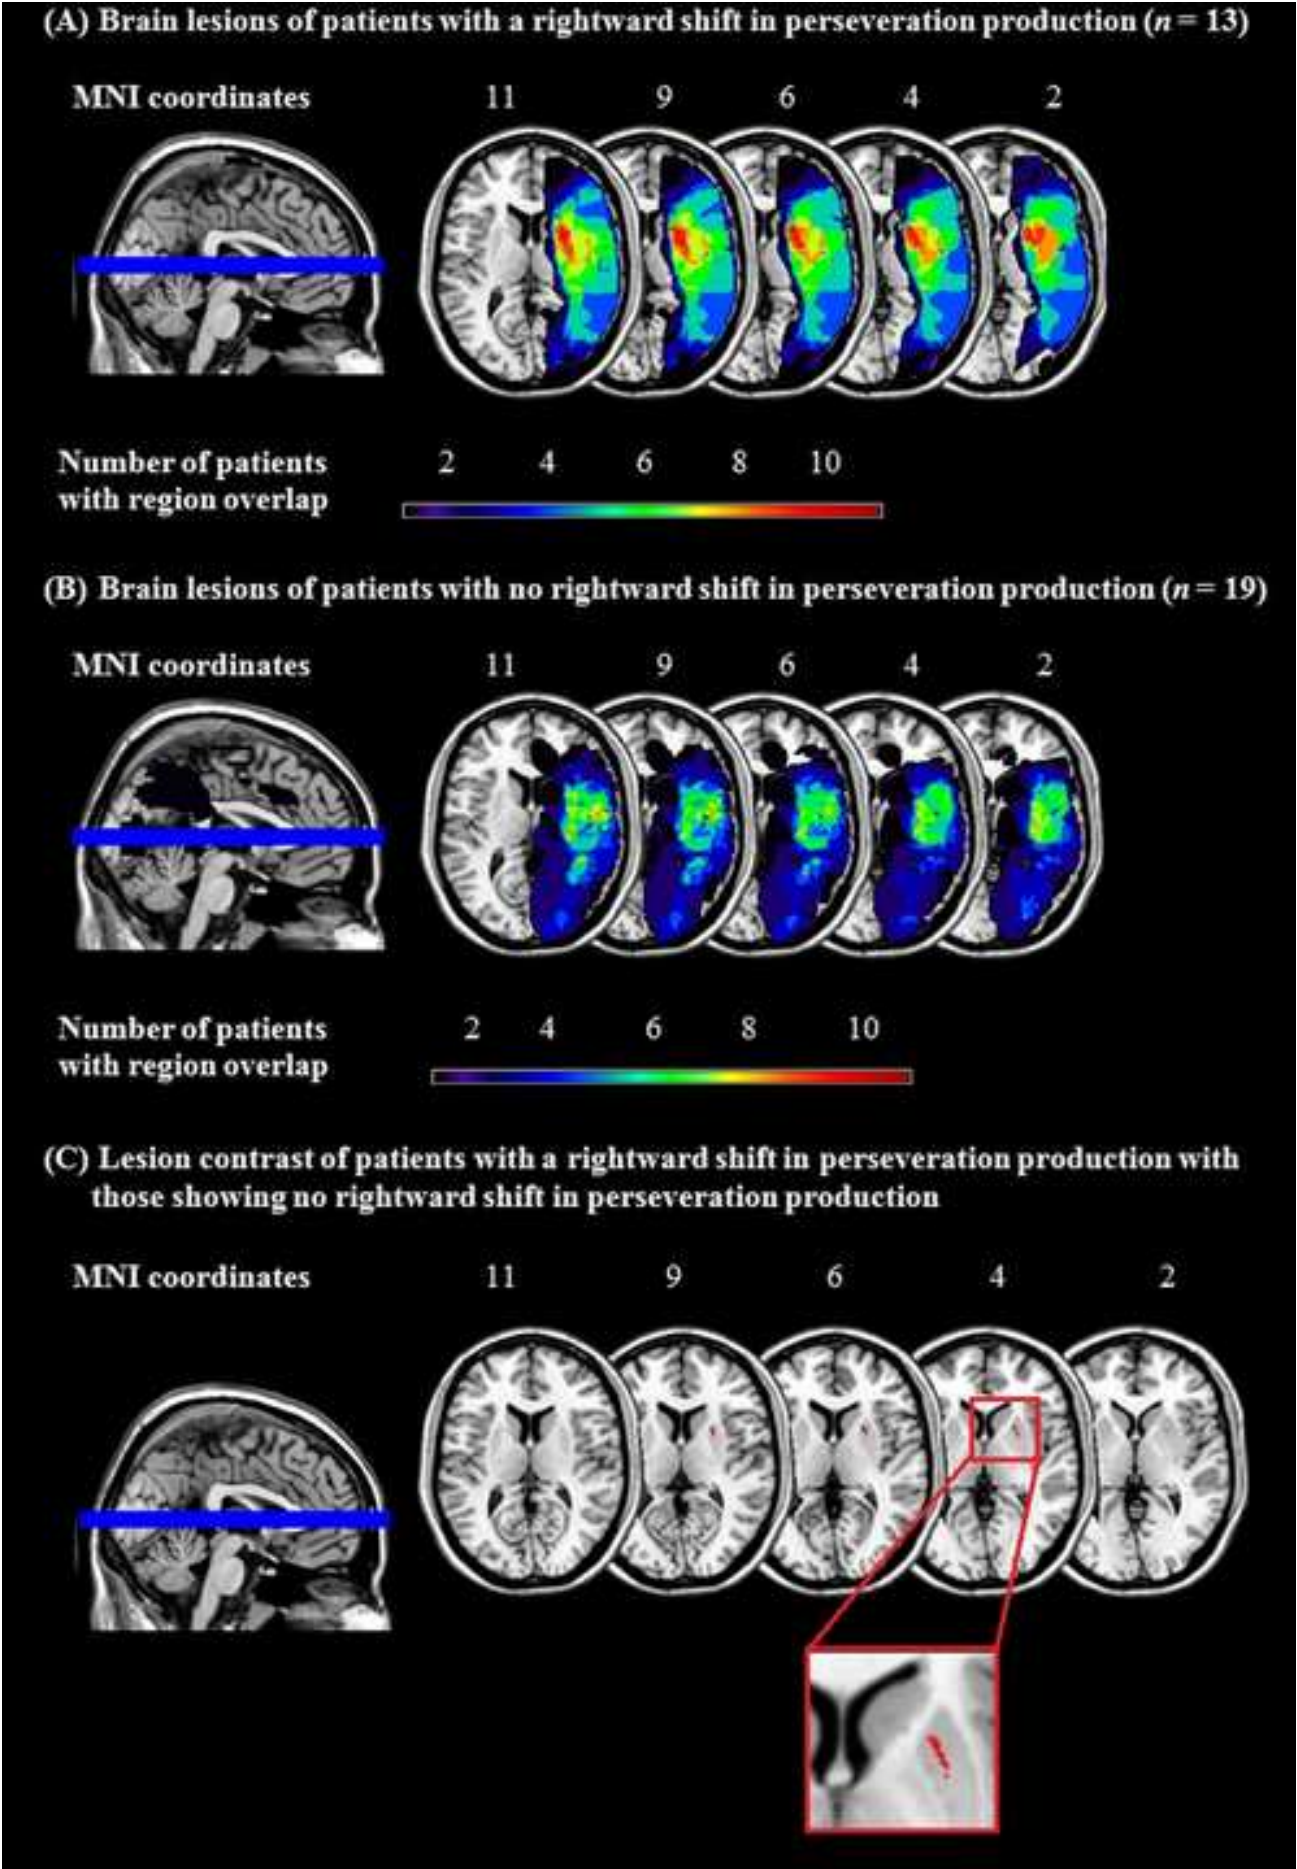 (A) Brain lesions of patients with a rightward shift in perseveration production (n = 13)
MNI coordinates 11 9 6 4 2
Number of patients 2 4 6 8 10
with region overlap
(B) Brain lesions of patients with no rightward shift in perseveration production (n = 19)
MNI coordinates 11 9 6 4 2
Number of patients 2 4 6 8 10
with region overlap
(C) Lesion contrast of patients with a rightward shift in perseveration production with
those showing no rightward shift in perseveration production
MNI coordinates 11 9 6 4 2